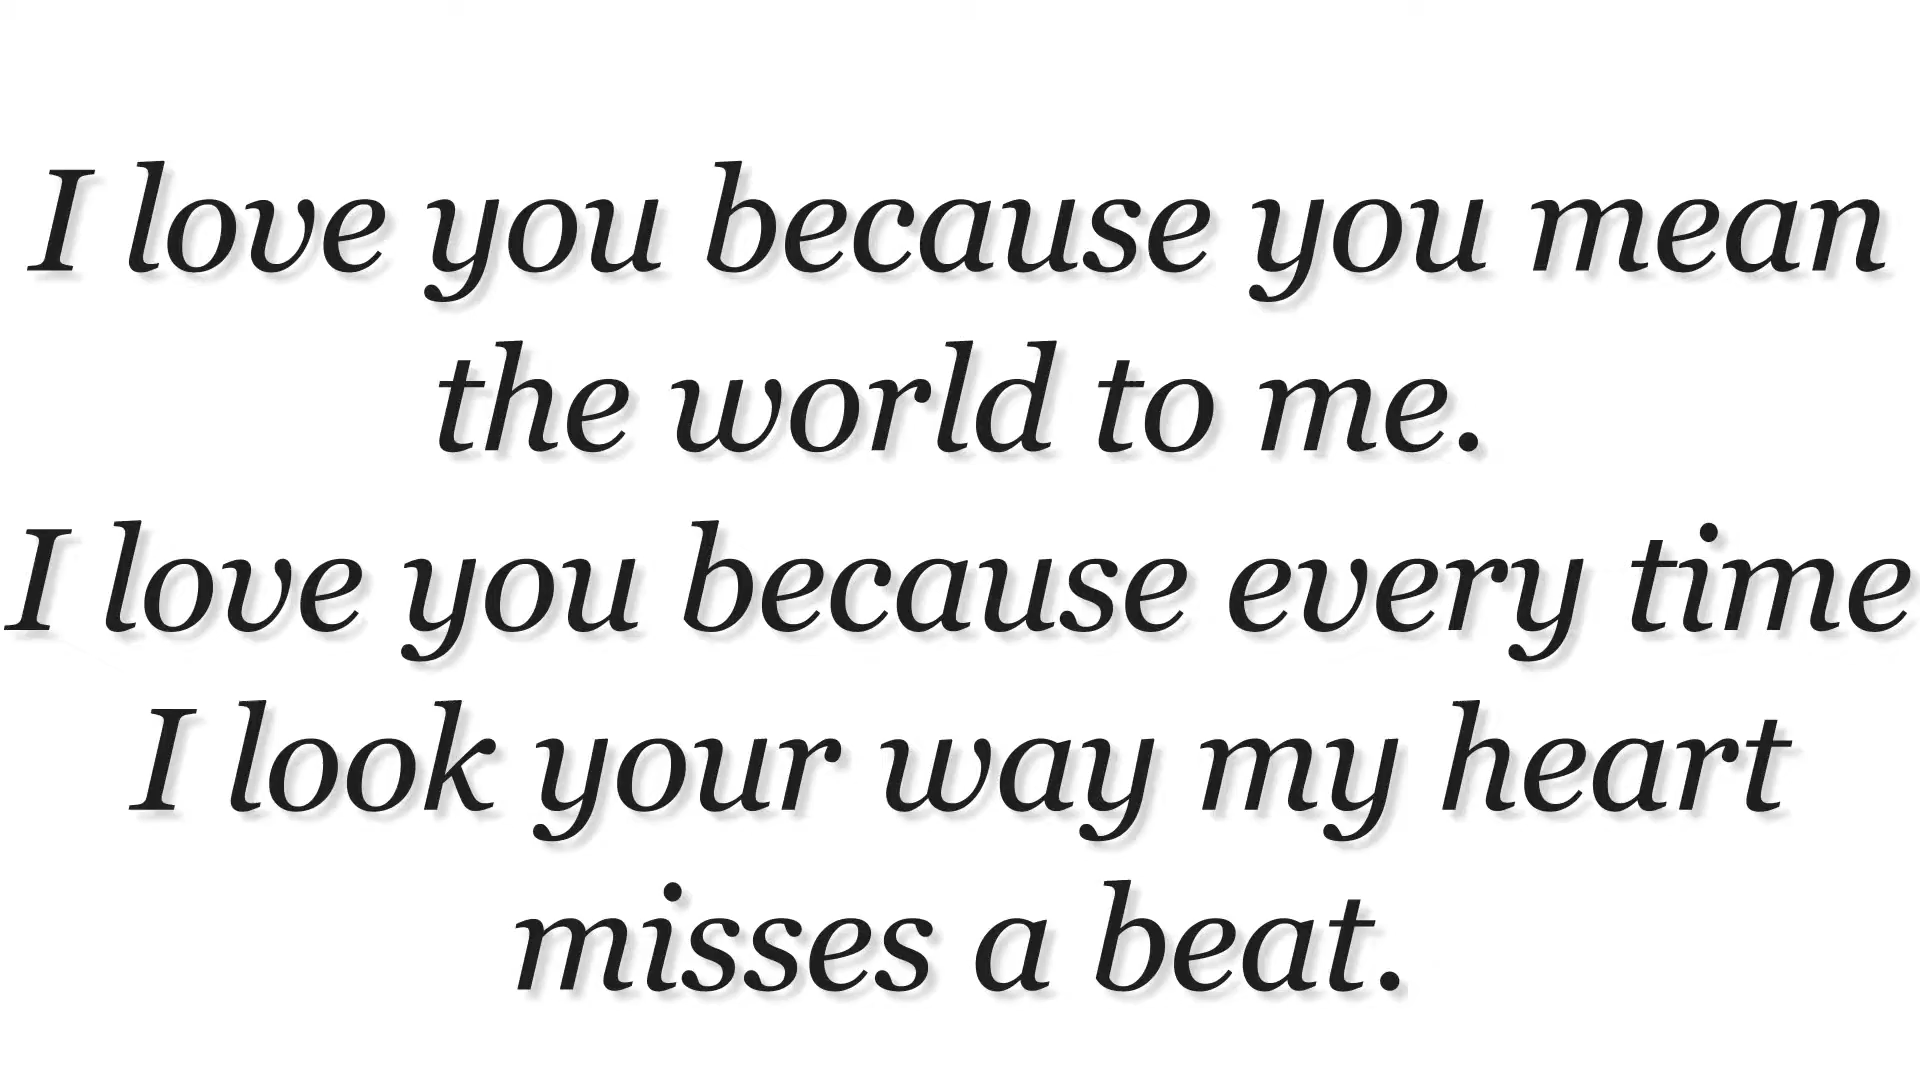 I love you because you mean
the world to me.
I love you because every time
I look your way my heart
misses a beat.